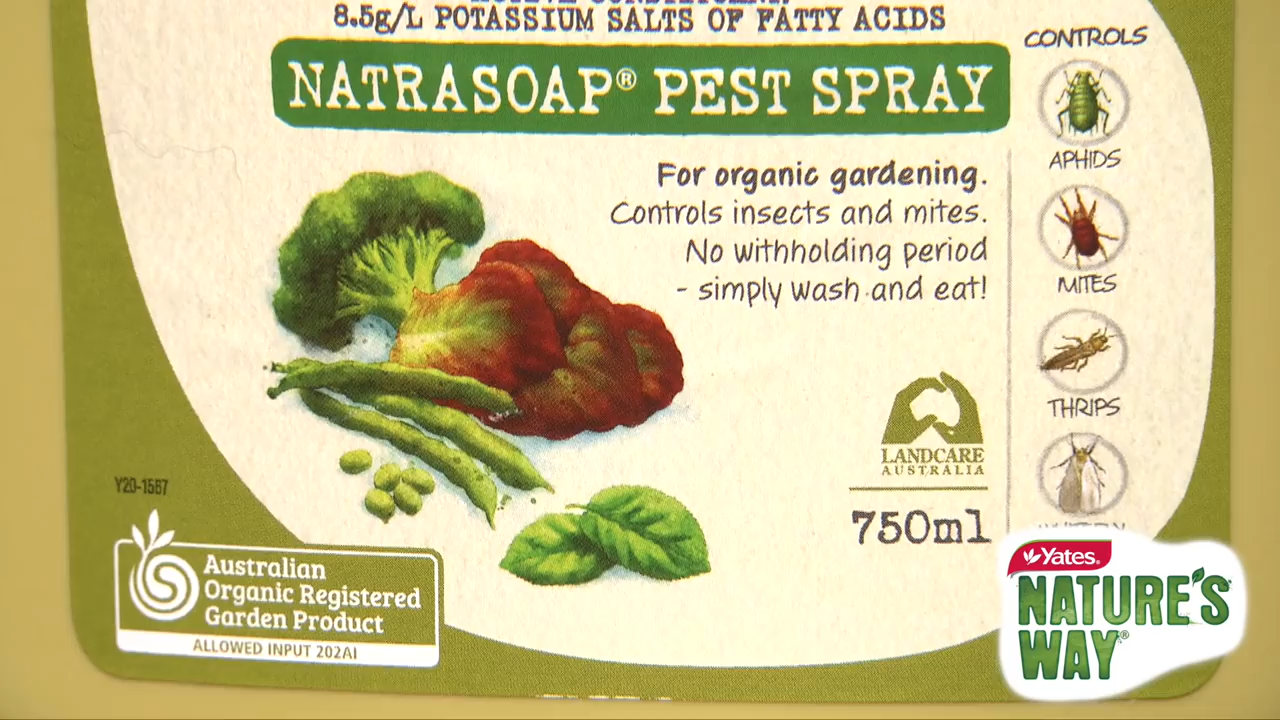 8.5g/L POTASSIUM SALTS OF FATTY ACIDS
NATRASOAP® PEST SPRAY
For organic gardening.
Controls insects and mites.
No withholding period
- simply wash and eat!
CONTROLS
APHIDS
MITES
THRIPS
LANDCARE
AUSTRALIA
750ml
Y20-1567
Australian
Organic Registered
Garden Product
ALLOWED INPUT 202AI
Yates®
NATURE'S
WAY®